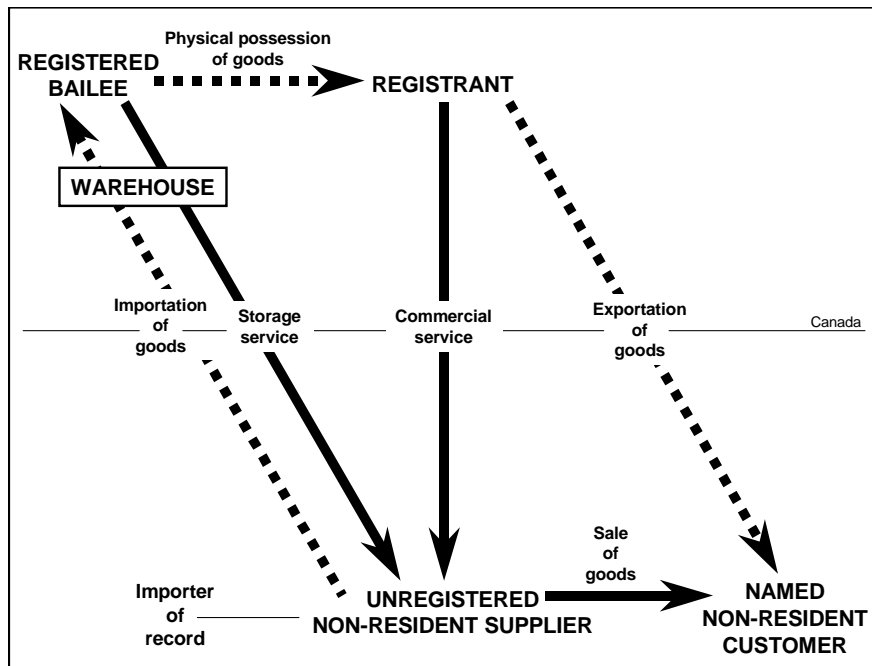 Physical possession
of goods
REGISTERED
BAILEE
REGISTRANT
WAREHOUSE
Importation
of
goods
Storage
service
Commercial
service
Exportation
of
goods
Canada
Sale
of
goods
Importer
of
record
UNREGISTERED
NON-RESIDENT SUPPLIER
NAMED
NON-RESIDENT
CUSTOMER